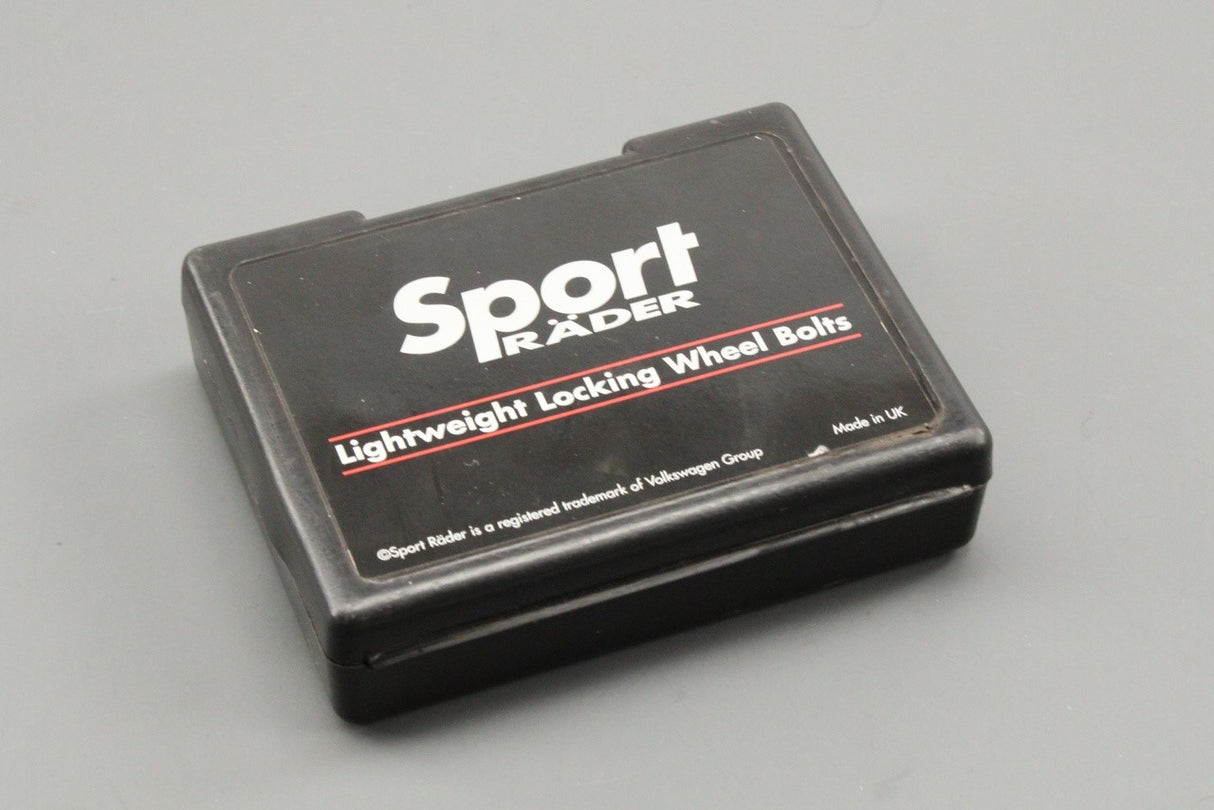 Sport
RÄDER
Lightweight Locking Wheel Bolts
©Sport Räder is a registered trademark of Volkswagen Group
Made in UK